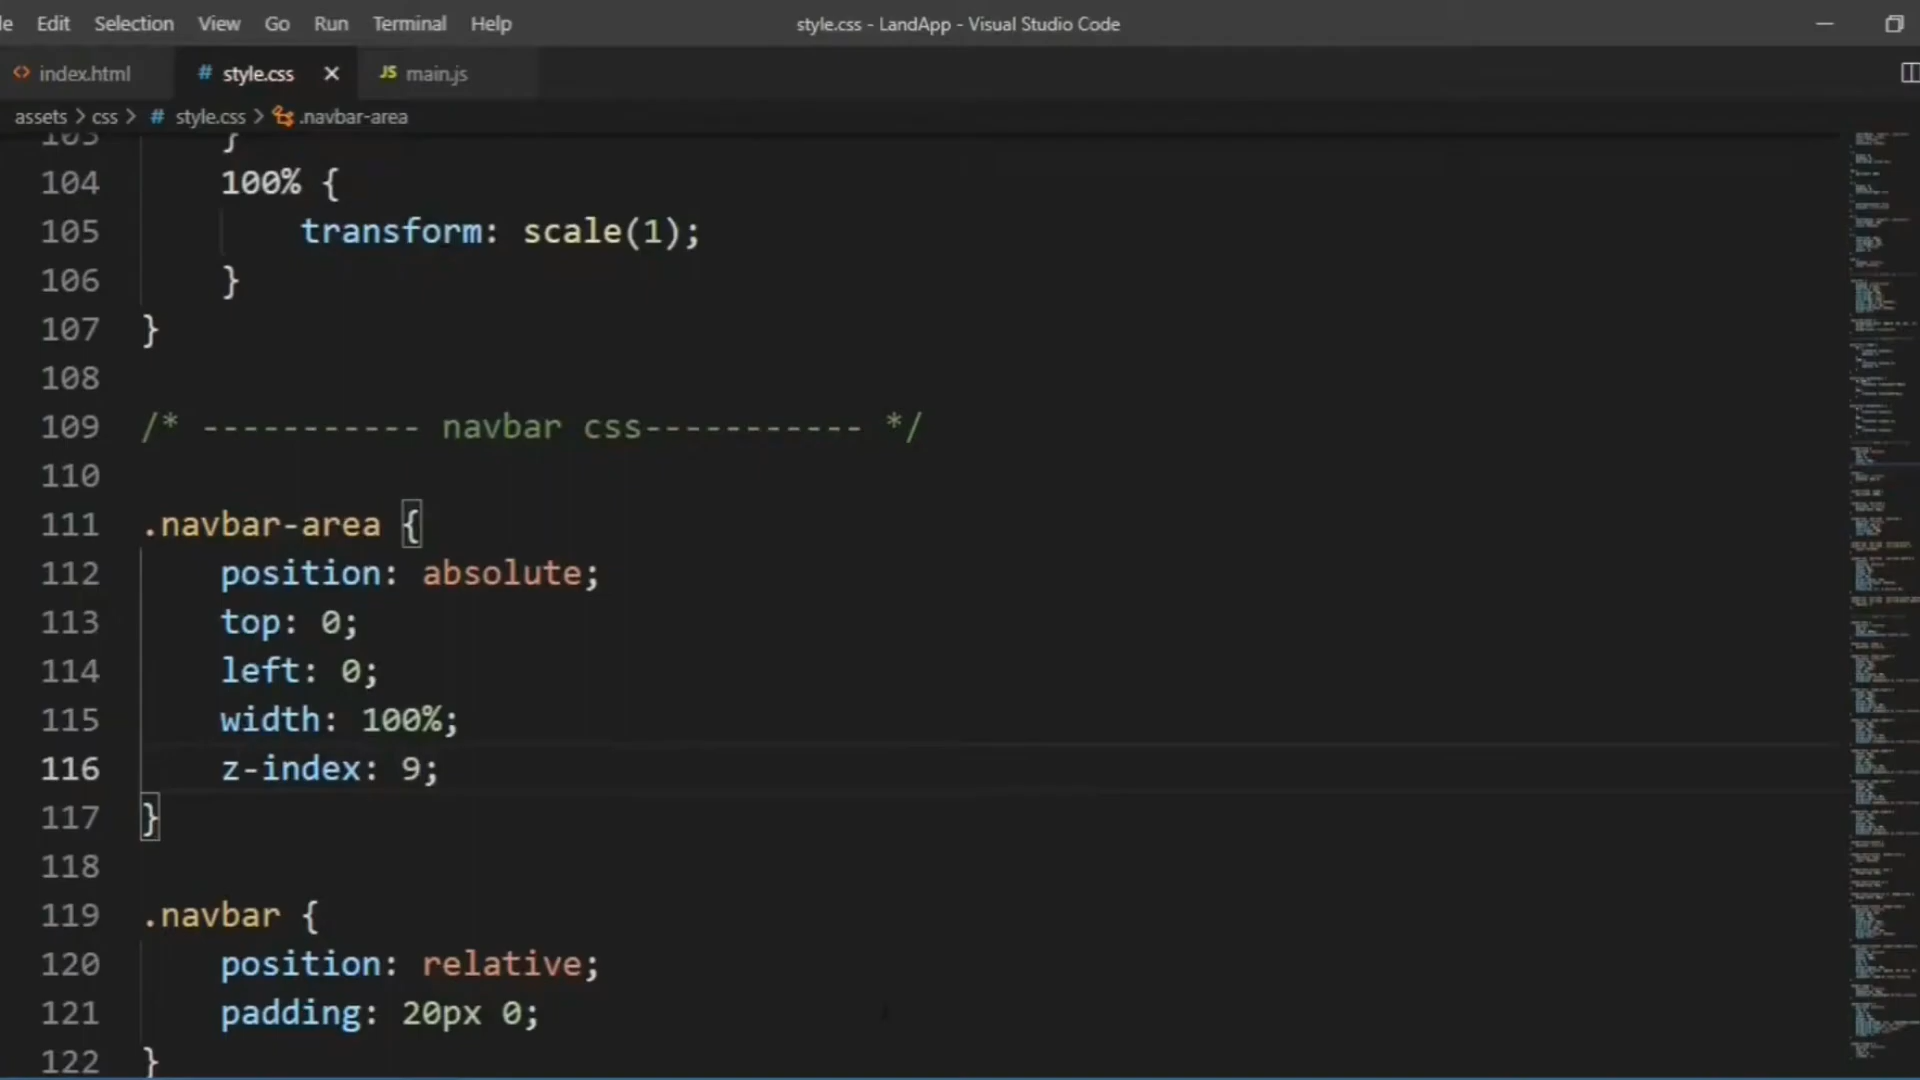 Edit Selection View Go Run Terminal Help style.css - LandApp - Visual Studio Code
index.html # style.css JS main.js
assets > css > # style.css > .navbar-area
103 }
104 100% {
105 transform: scale(1);
106 }
107 }
108
109 /* ----------- navbar css----------- */
110
111 .navbar-area {
112 position: absolute;
113 top: 0;
114 left: 0;
115 width: 100%;
116 z-index: 9;
117 }
118
119 .navbar {
120 position: relative;
121 padding: 20px 0;
122 }